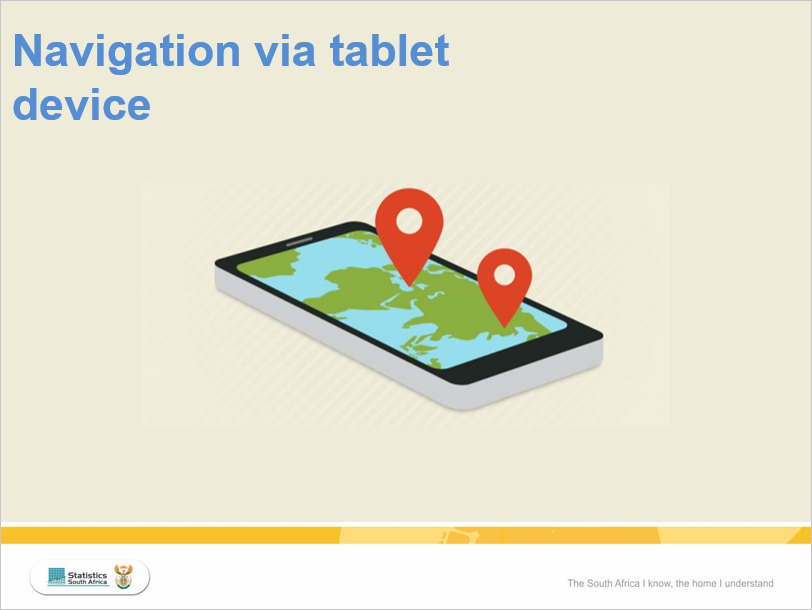 Navigation via tablet
device
Statistics
South Africa
The South Africa I know, the home I understand